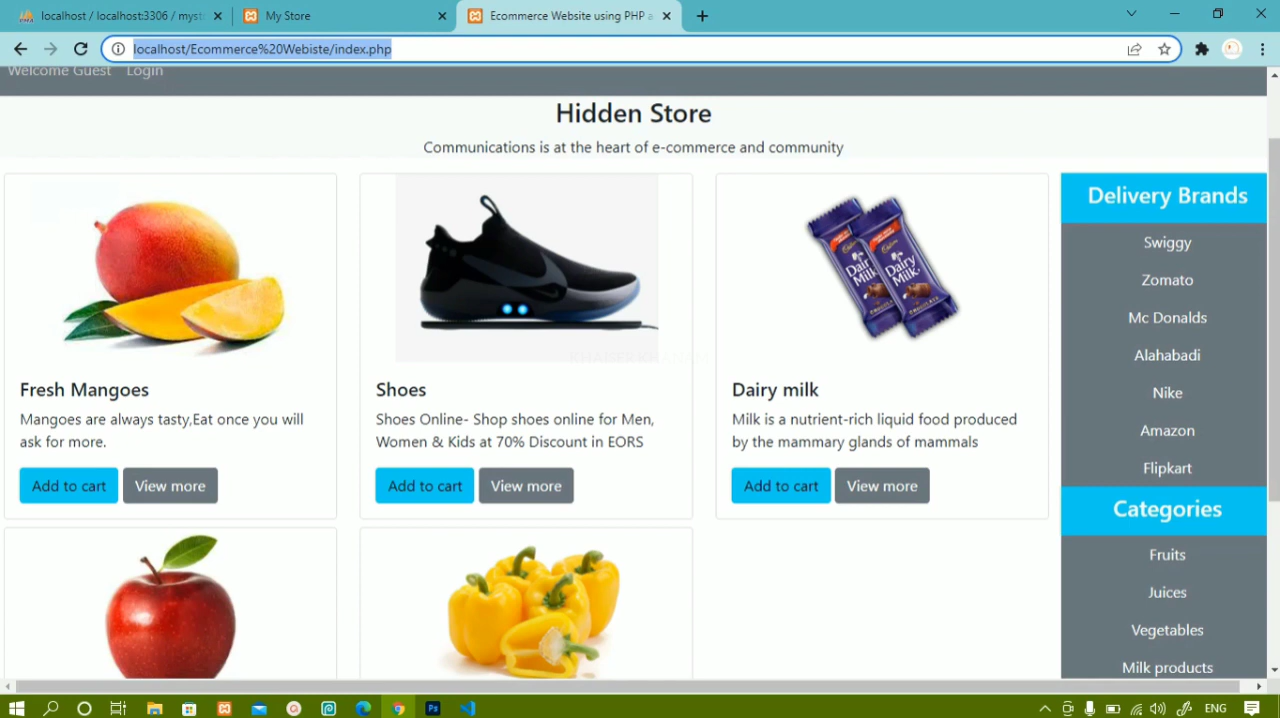 localhost / localhost:3306 / myst
My Store
Ecommerce Website using PHP a
localhost/Ecommerce%20Webiste/index.php
Welcome Guest Login
Hidden Store
Communications is at the heart of e-commerce and community
Fresh Mangoes
Mangoes are always tasty,Eat once you will
ask for more.
Add to cart View more
Shoes
Shoes Online- Shop shoes online for Men,
Women & Kids at 70% Discount in EORS
Add to cart View more
Dairy Milk
Dairy Milk
Dairy milk
Milk is a nutrient-rich liquid food produced
by the mammary glands of mammals
Add to cart View more
Delivery Brands
Swiggy
Zomato
Mc Donalds
Alahabadi
Nike
Amazon
Flipkart
Categories
Fruits
Juices
Vegetables
Milk products
Ps
ENG